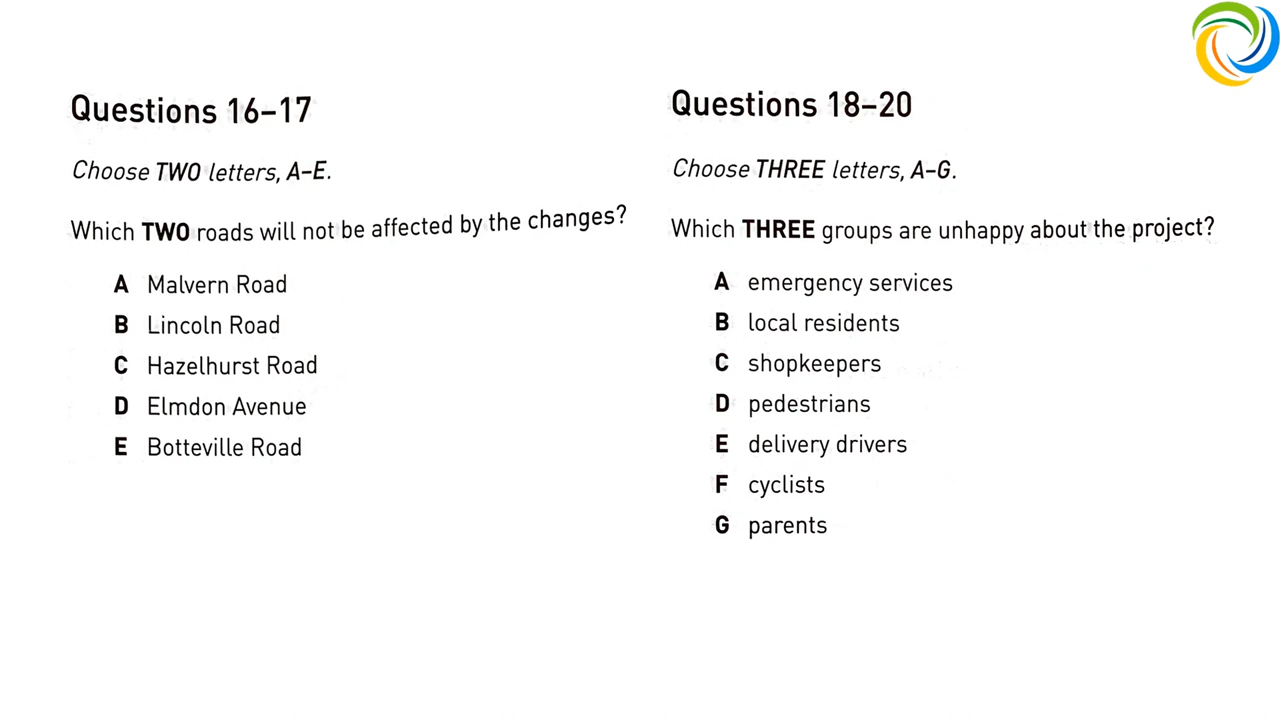 Questions 16–17
Choose TWO letters, A–E.
Which TWO roads will not be affected by the changes?
A Malvern Road
B Lincoln Road
C Hazelhurst Road
D Elmdon Avenue
E Botteville Road
Questions 18–20
Choose THREE letters, A–G.
Which THREE groups are unhappy about the project?
A emergency services
B local residents
C shopkeepers
D pedestrians
E delivery drivers
F cyclists
G parents